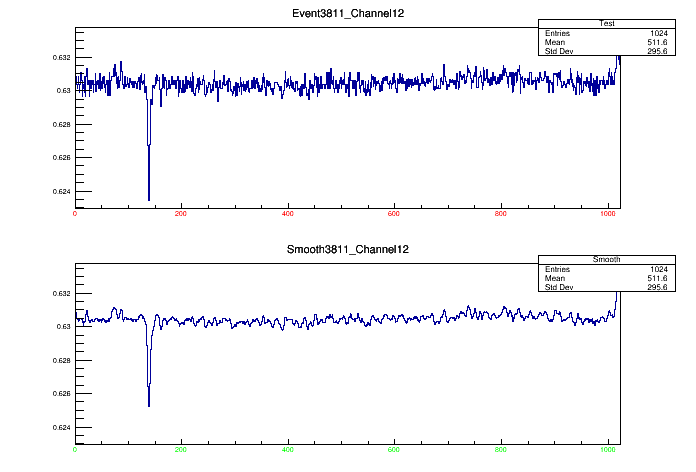 Event3811_Channel12
Test
Entries 1024
Mean 511.6
Std Dev 295.6
0.632
0.63
0.628
0.626
0.624
0 200 400 600 800 1000
Smooth3811_Channel12
Smooth
Entries 1024
Mean 511.6
Std Dev 295.6
0.632
0.63
0.628
0.626
0.624
0 200 400 600 800 1000